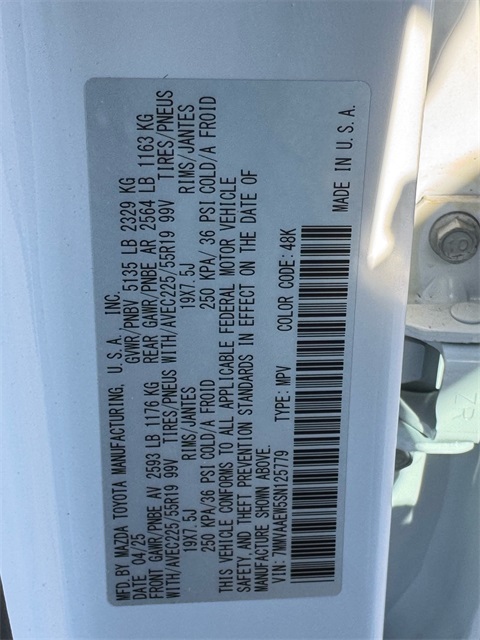 MFD.BY MAZDA TOYOTA MANUFACTURING, U.S.A. INC.
DATE 04/25 GVWR/PNBV 5135 LB 2329 KG
FRONT GAWR/PNBE AV 2593 LB 1176 KG REAR GAWR/PNBE AR 2564 LB 1163 KG
WITH/AVEC225/55R19 99V TIRES/PNEUS WITH/AVEC225/55R19 99V TIRES/PNEUS
19X7.5J RIMS/JANTES 19X7.5J RIMS/JANTES
250 KPA/36 PSI COLD/A FROID 250 KPA/36 PSI COLD/A FROID
THIS VEHICLE CONFORMS TO ALL APPLICABLE FEDERAL MOTOR VEHICLE
SAFETY AND THEFT PREVENTION STANDARDS IN EFFECT ON THE DATE OF
MANUFACTURE SHOWN ABOVE.
VIN: 7MMVAAEW5SN125779 TYPE: MPV COLOR CODE: 48K
MADE IN U.S.A.
10